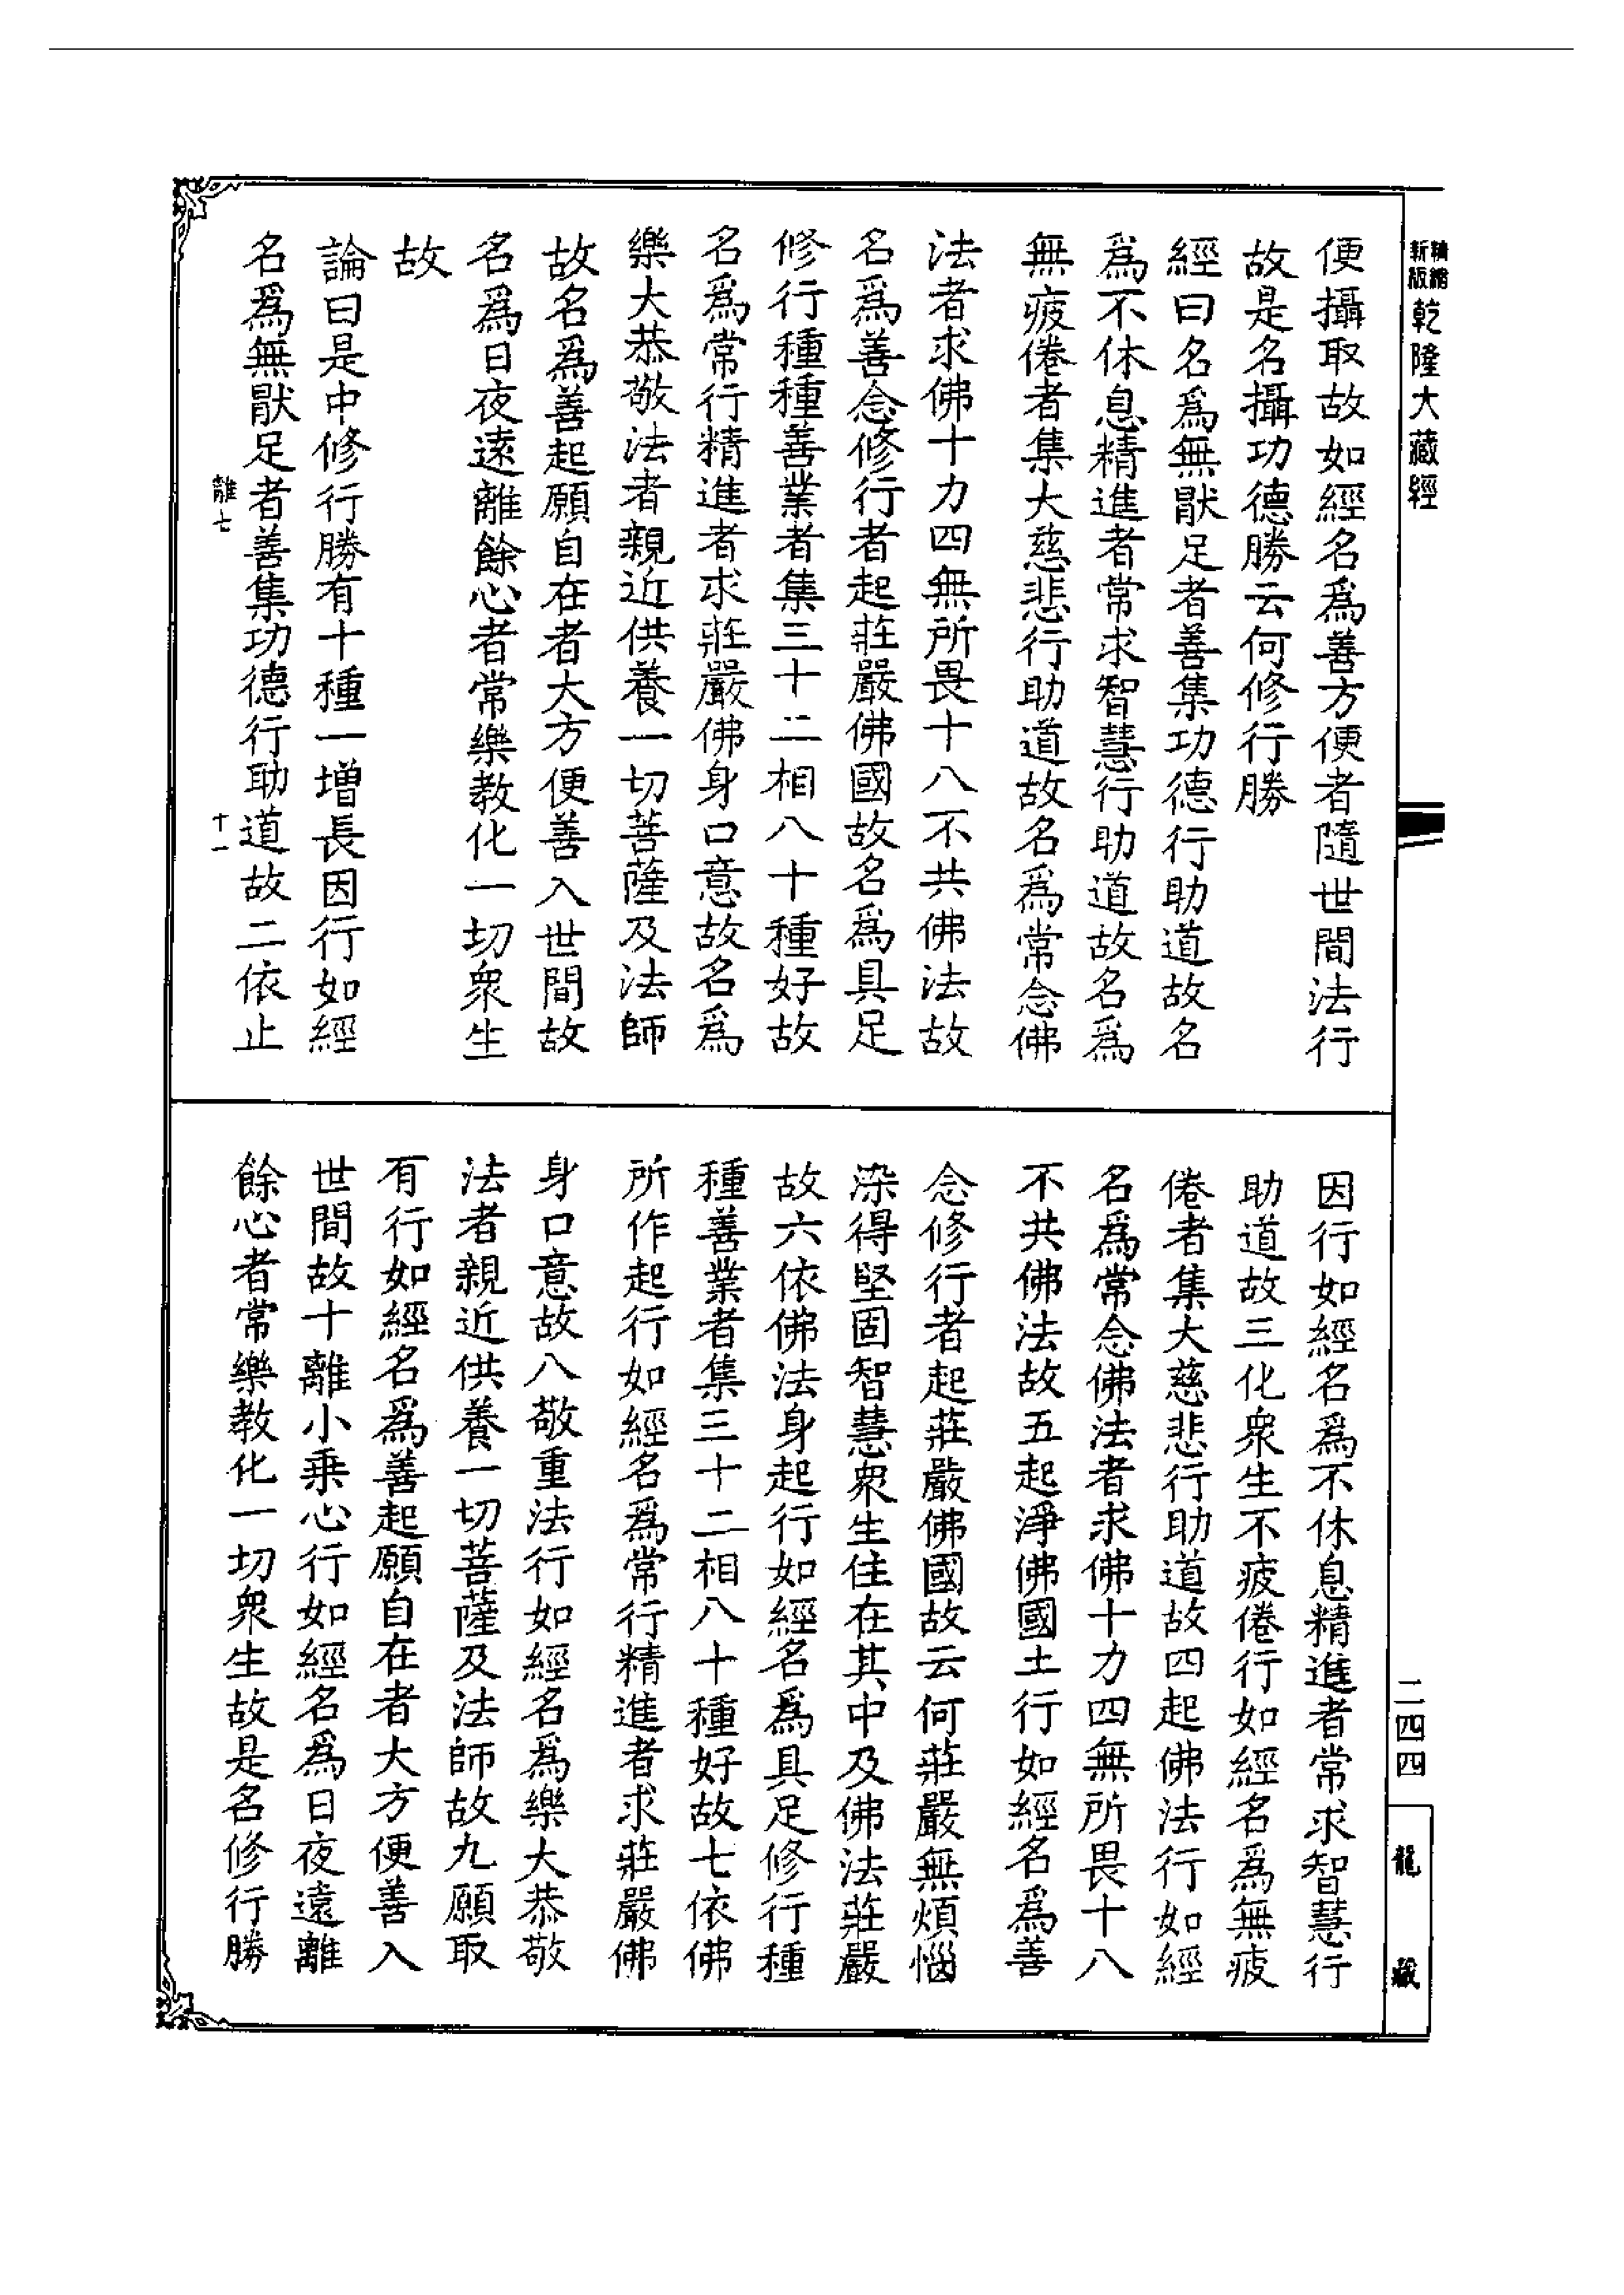 精縮新版乾隆大藏經
便攝取故如經名爲善方便者隨世間法行
故是名攝功德勝云何修行勝
經曰名爲無厭足者善集功德行助道故名
爲不休息精進者常求智慧行助道故名爲
無疲倦者集大慈悲行助道故名爲常念佛
法者求佛十力四無所畏十八不共佛法故
名爲善念修行者起莊嚴佛國故名爲具足
修行種種善業者集三十二相八十種好故
名爲常行精進者求莊嚴佛身口意故名爲
樂大恭敬法者親近供養一切菩薩及法師
故名爲善起願自在者大方便善入世間故
名爲日夜遠離餘心者常樂教化一切衆生
故
論曰是中修行勝有十種一增長因行如經
名爲無厭足者善集功德行助道故二依止
離七
十一
因行如經名爲不休息精進者常求智慧行
助道故三化衆生不疲倦行如經名爲無疲
倦者集大慈悲行助道故四起佛法行如經
名爲常念佛法者求佛十力四無所畏十八
不共佛法故五起淨佛國土行如經名爲善
念修行者起莊嚴佛國故云何莊嚴無煩惱
染得堅固智慧衆生住在其中及佛法莊嚴
故六依佛法身起行如經名爲具足修行種
種善業者集三十二相八十種好故七依佛
所作起行如經名爲常行精進者求莊嚴佛
身口意故八敬重法行如經名爲樂大恭敬
法者親近供養一切菩薩及法師故九願取
有行如經名爲善起願自在者大方便善入
世間故十離小乘心行如經名爲日夜遠離
餘心者常樂教化一切衆生故是名修行勝
二四四
龍藏